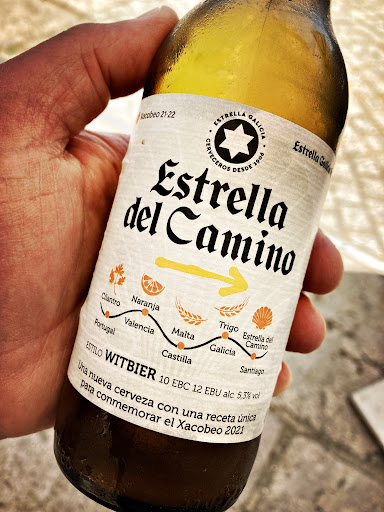 Xacobeo 21·22
ESTRELLA GALICIA
CERVECEROS DESDE 1906
Estrella Galicia
Estrella
del Camino
Cilantro
Naranja
Malta
Trigo
Estrella del
Camino
Portugal
Valencia
Castilla
Galicia
Santiago
ESTILO WITBIER 10 EBC 12 EBU alc. 5,3% vol
Una nueva cerveza con una receta única
para conmemorar el Xacobeo 2021